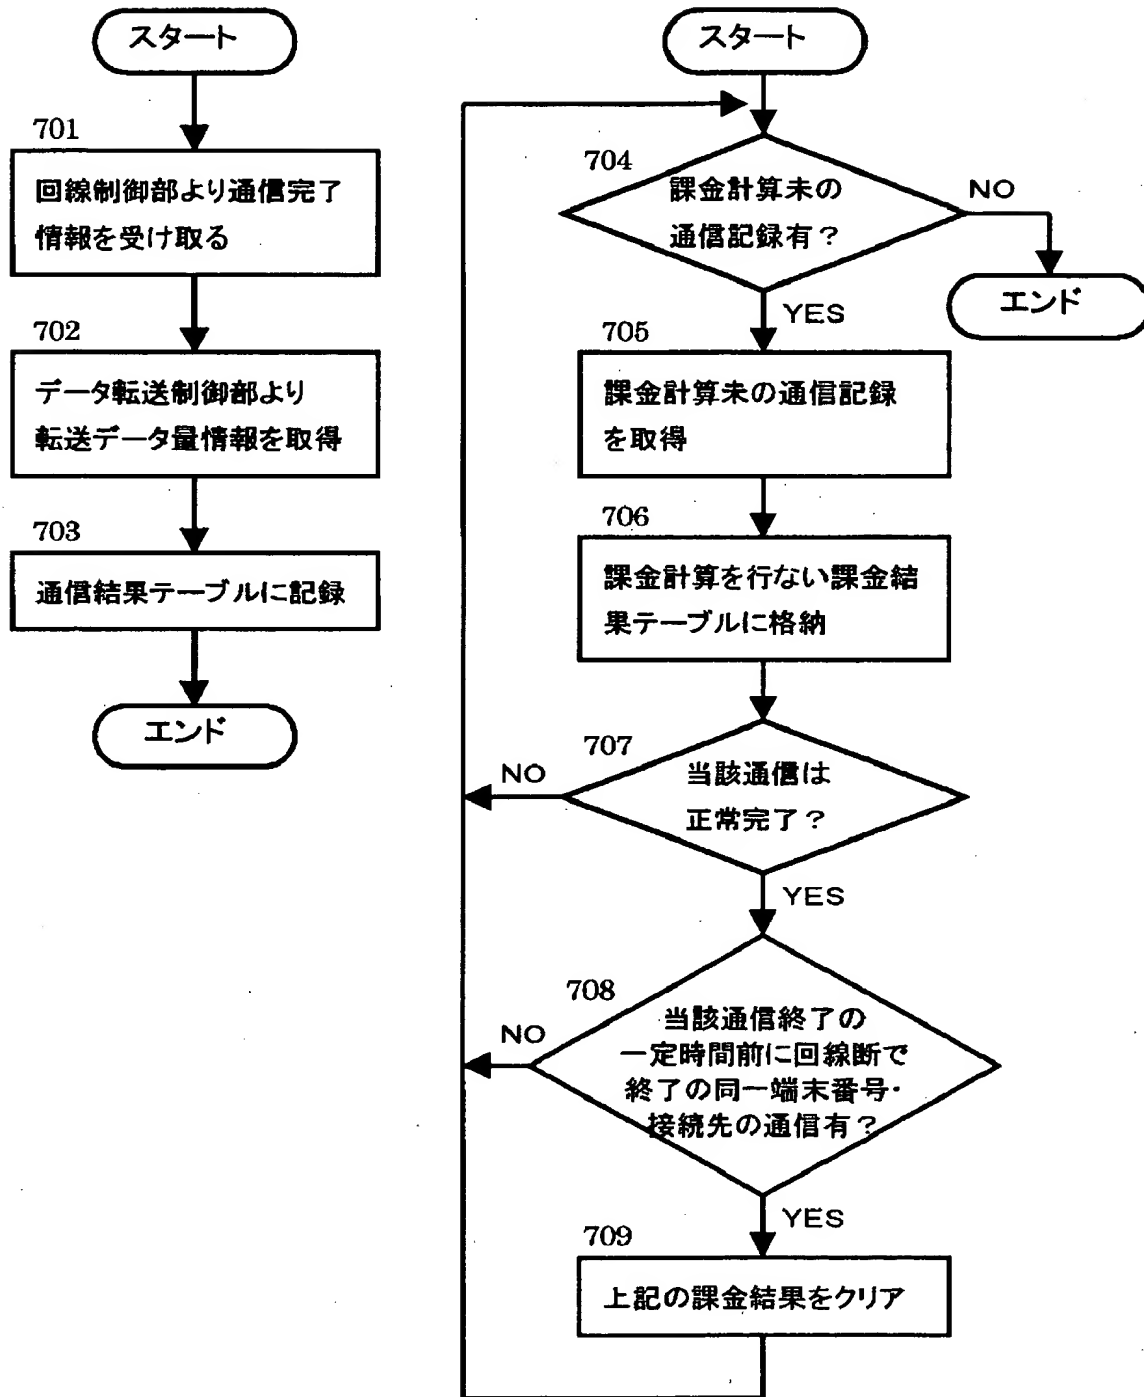 スタート
701
回線制御部より通信完了
情報を受け取る
702
データ転送制御部より
転送データ量情報を取得
703
通信結果テーブルに記録
エンド
スタート
704
課金計算未の
通信記録有？
NO
エンド
YES
705
課金計算未の通信記録
を取得
706
課金計算を行ない課金結
果テーブルに格納
707
当該通信は
正常完了？
NO
YES
708
当該通信終了の
一定時間前に回線断で
終了の同一端末番号・
接続先の通信有？
NO
YES
709
上記の課金結果をクリア